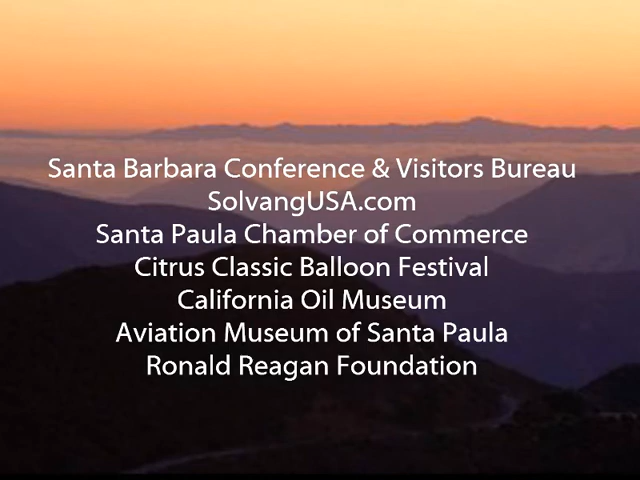 Santa Barbara Conference & Visitors Bureau
SolvangUSA.com
Santa Paula Chamber of Commerce
Citrus Classic Balloon Festival
California Oil Museum
Aviation Museum of Santa Paula
Ronald Reagan Foundation